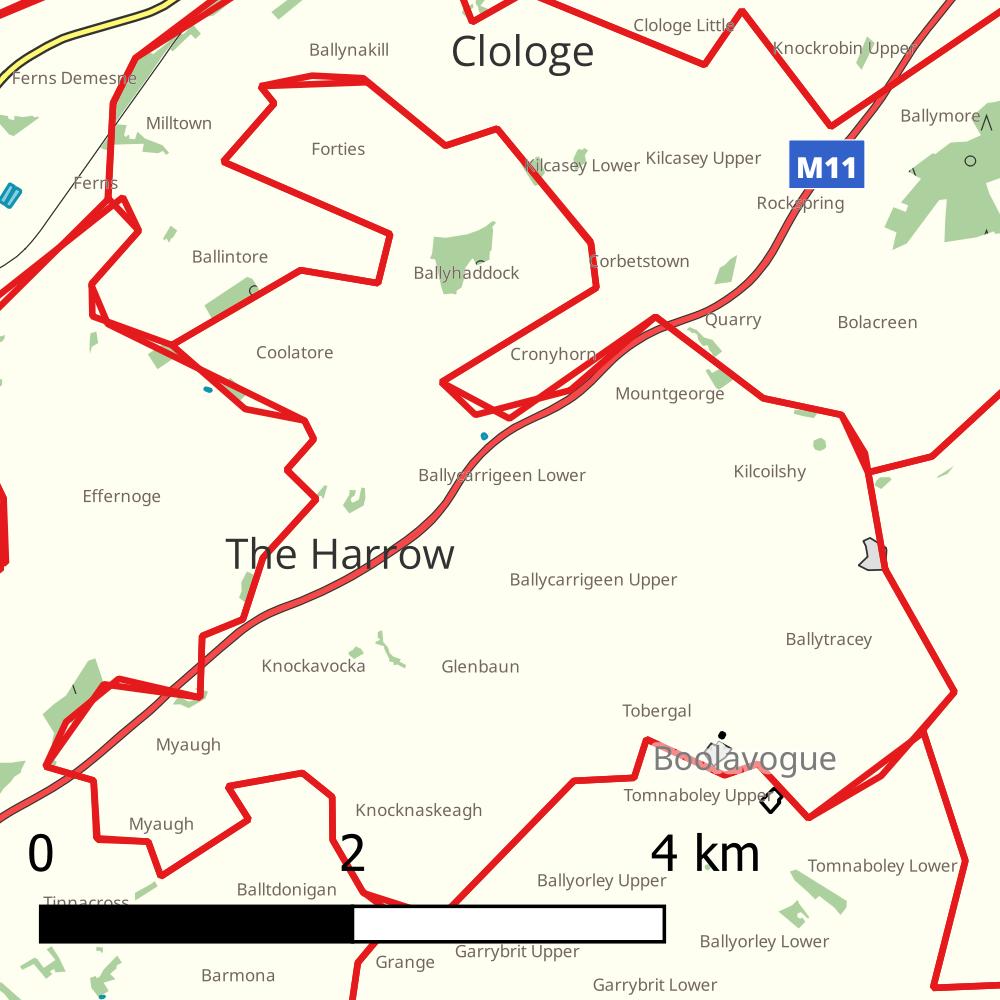 Clologe Little
Ballynakill
Clologe
Knockrobin Upper
Ferns Demesne
Ballymore
Milltown
Forties
Kilcasey Lower
Kilcasey Upper
M11
Ferns
Rockspring
Ballintore
Ballyhaddock
Corbetstown
Quarry
Bolacreen
Coolatore
Cronyhorn
Mountgeorge
Ballycarrigeen Lower
Kilcoilshy
Effernoge
The Harrow
Ballycarrigeen Upper
Ballytracey
Knockavocka
Glenbaun
Tobergal
Myaugh
Boolavogue
Tomnaboley Upper
Knocknaskeagh
Myaugh
0 2 4 km
Tomnaboley Lower
Balltdonigan
Ballyorley Upper
Tinnacross
Ballyorley Lower
Garrybrit Upper
Grange
Barmona
Garrybrit Lower